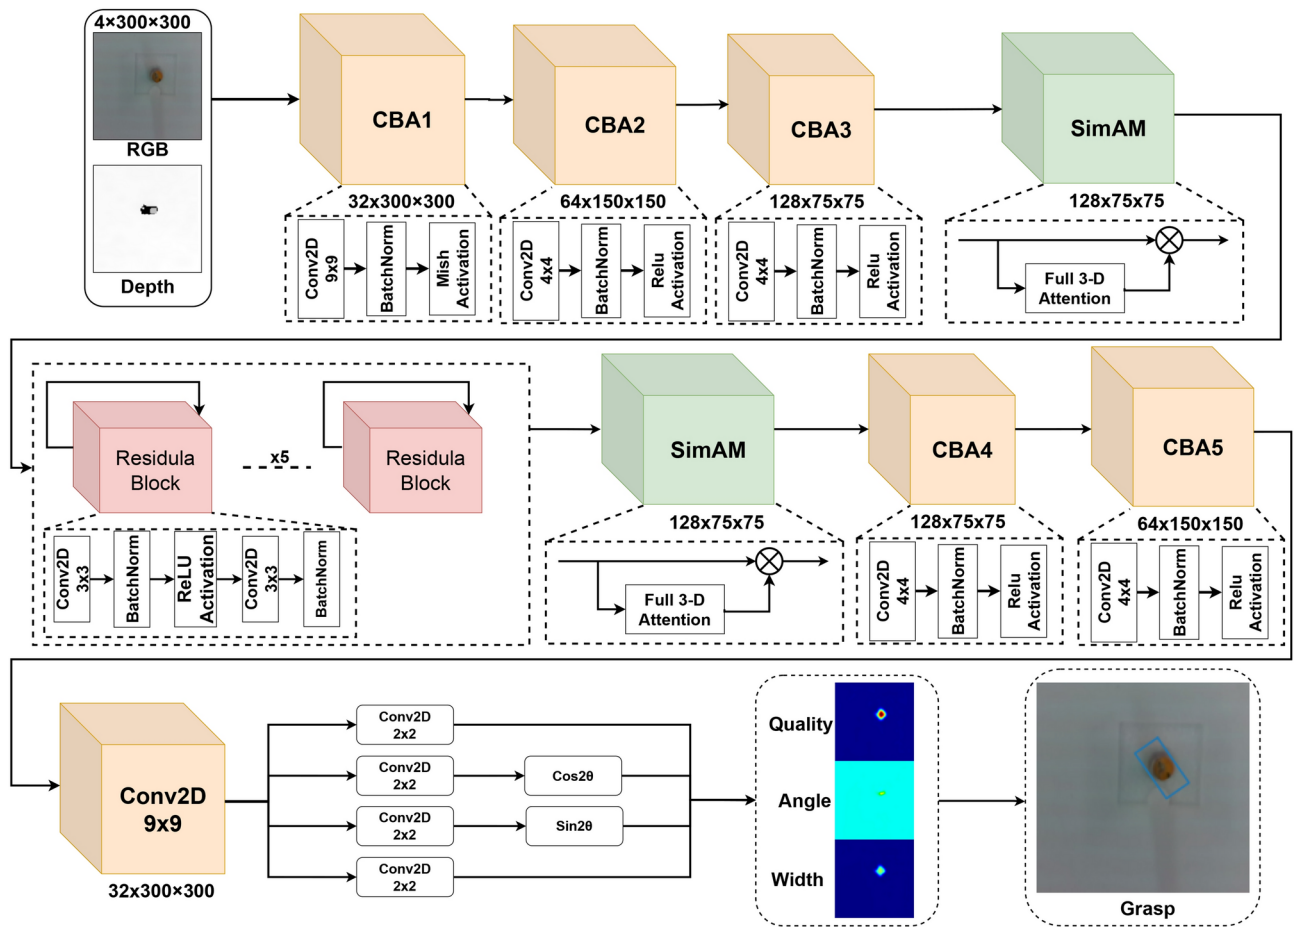 4×300×300
RGB
Depth
CBA1
CBA2
CBA3
SimAM
32x300×300
64x150x150
128x75x75
128x75x75
Conv2D
9x9
BatchNorm
Mish
Activation
Conv2D
4x4
BatchNorm
Relu
Activation
Conv2D
4x4
BatchNorm
Relu
Activation
Full 3-D
Attention
Residula
Block
x5
Residula
Block
SimAM
CBA4
CBA5
128x75x75
128x75x75
64x150x150
Conv2D
3x3
BatchNorm
ReLU
Activation
Conv2D
3x3
BatchNorm
Full 3-D
Attention
Conv2D
4x4
BatchNorm
Relu
Activation
Conv2D
4x4
BatchNorm
Relu
Activation
Conv2D
9x9
32x300×300
Conv2D
2x2
Conv2D
2x2
Cos2θ
Conv2D
2x2
Sin2θ
Conv2D
2x2
Quality
Angle
Width
Grasp